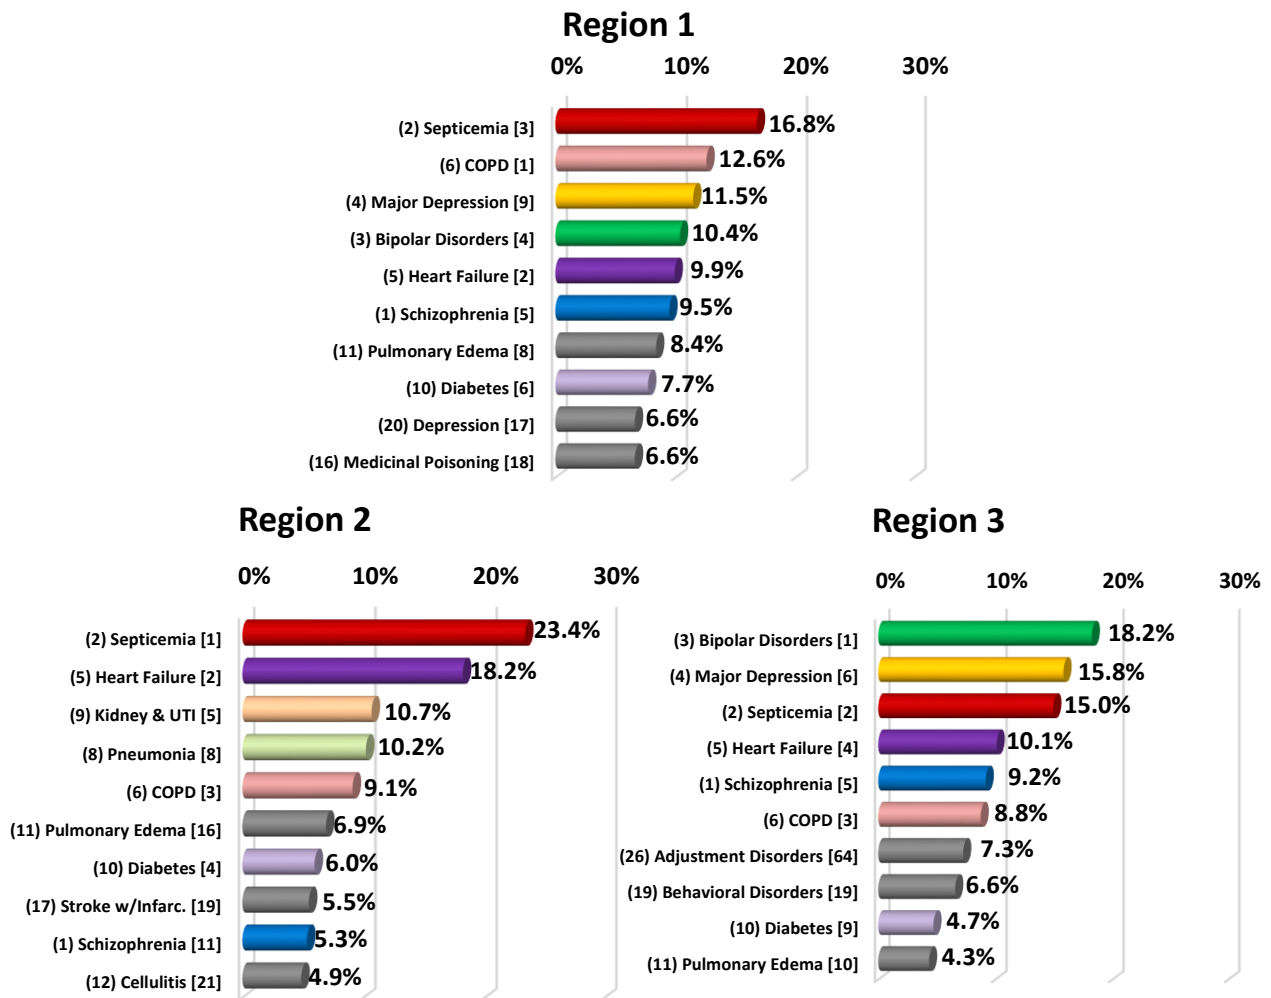 Region 1
0% 10% 20% 30%
(2) Septicemia [3] 16.8%
(6) COPD [1] 12.6%
(4) Major Depression [9] 11.5%
(3) Bipolar Disorders [4] 10.4%
(5) Heart Failure [2] 9.9%
(1) Schizophrenia [5] 9.5%
(11) Pulmonary Edema [8] 8.4%
(10) Diabetes [6] 7.7%
(20) Depression [17] 6.6%
(16) Medicinal Poisoning [18] 6.6%
Region 2
0% 10% 20% 30%
(2) Septicemia [1] 23.4%
(5) Heart Failure [2] 18.2%
(9) Kidney & UTI [5] 10.7%
(8) Pneumonia [8] 10.2%
(6) COPD [3] 9.1%
(11) Pulmonary Edema [16] 6.9%
(10) Diabetes [4] 6.0%
(17) Stroke w/Infarc. [19] 5.5%
(1) Schizophrenia [11] 5.3%
(12) Cellulitis [21] 4.9%
Region 3
0% 10% 20% 30%
(3) Bipolar Disorders [1] 18.2%
(4) Major Depression [6] 15.8%
(2) Septicemia [2] 15.0%
(5) Heart Failure [4] 10.1%
(1) Schizophrenia [5] 9.2%
(6) COPD [3] 8.8%
(26) Adjustment Disorders [64] 7.3%
(19) Behavioral Disorders [19] 6.6%
(10) Diabetes [9] 4.7%
(11) Pulmonary Edema [10] 4.3%